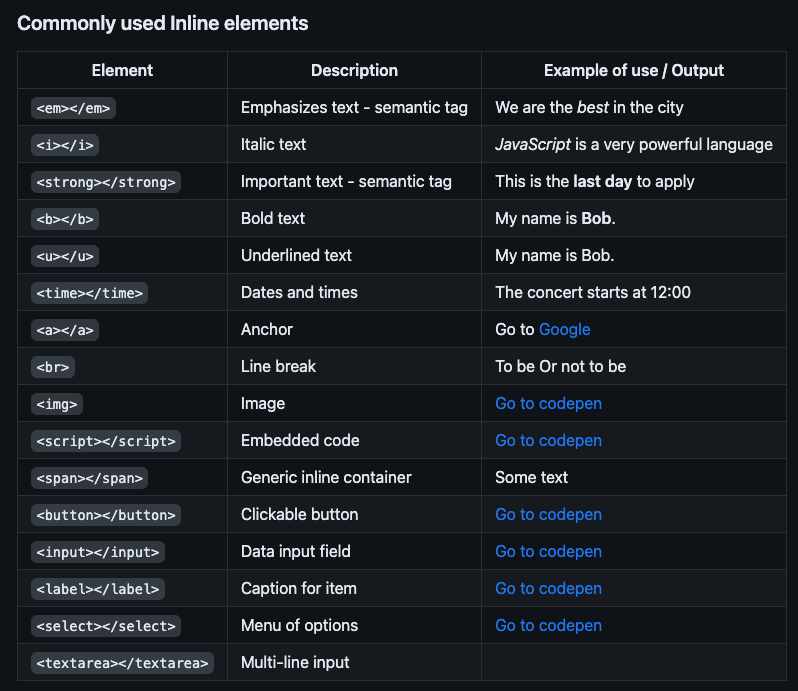 Commonly used Inline elements
Element Description Example of use / Output
<em></em> Emphasizes text - semantic tag We are the best in the city
<i></i> Italic text JavaScript is a very powerful language
<strong></strong> Important text - semantic tag This is the last day to apply
<b></b> Bold text My name is Bob.
<u></u> Underlined text My name is Bob.
<time></time> Dates and times The concert starts at 12:00
<a></a> Anchor Go to Google
<br> Line break To be Or not to be
<img> Image Go to codepen
<script></script> Embedded code Go to codepen
<span></span> Generic inline container Some text
<button></button> Clickable button Go to codepen
<input></input> Data input field Go to codepen
<label></label> Caption for item Go to codepen
<select></select> Menu of options Go to codepen
<textarea></textarea> Multi-line input